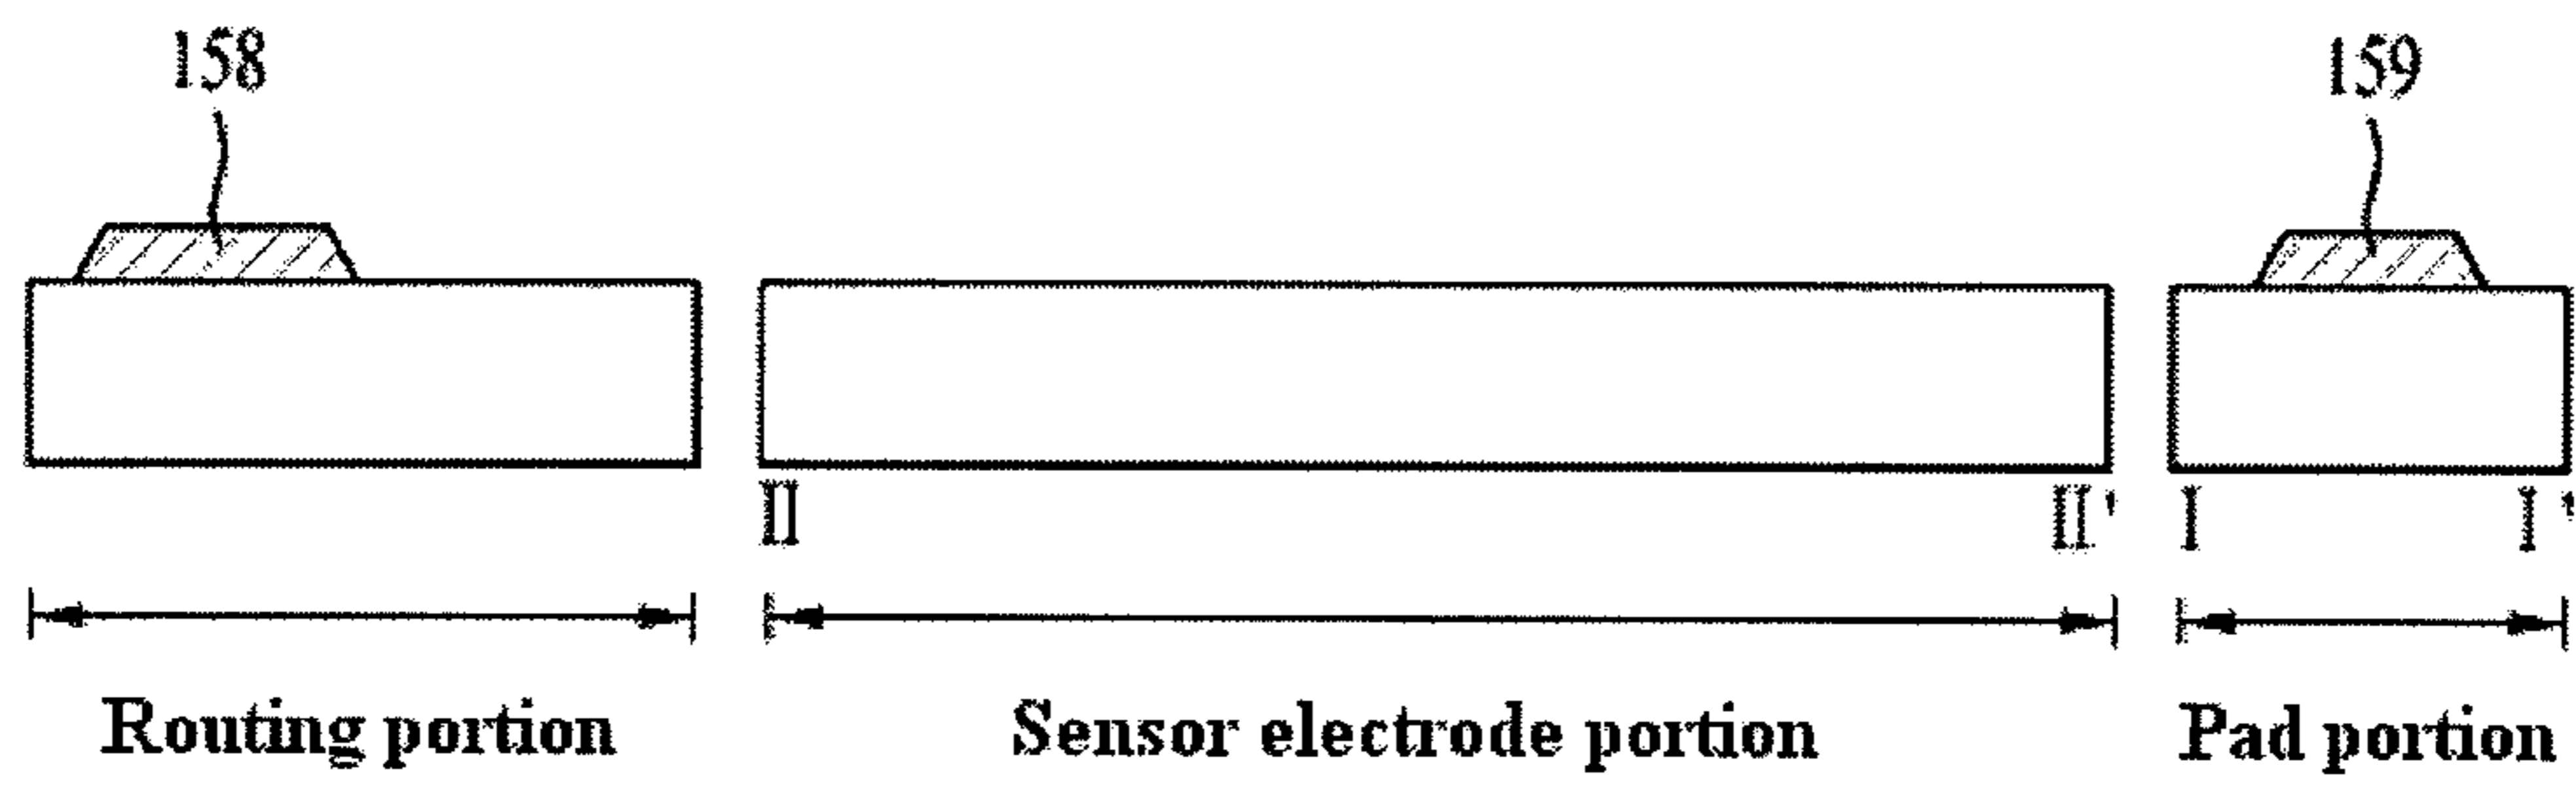 158 159
II II' I I'
Routing portion Sensor electrode portion Pad portion